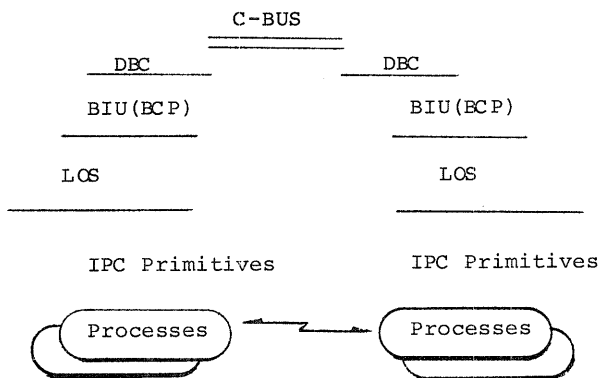 C-BUS
DBC DBC
BIU(BCP) BIU(BCP)
LOS LOS
IPC Primitives IPC Primitives
Processes Processes